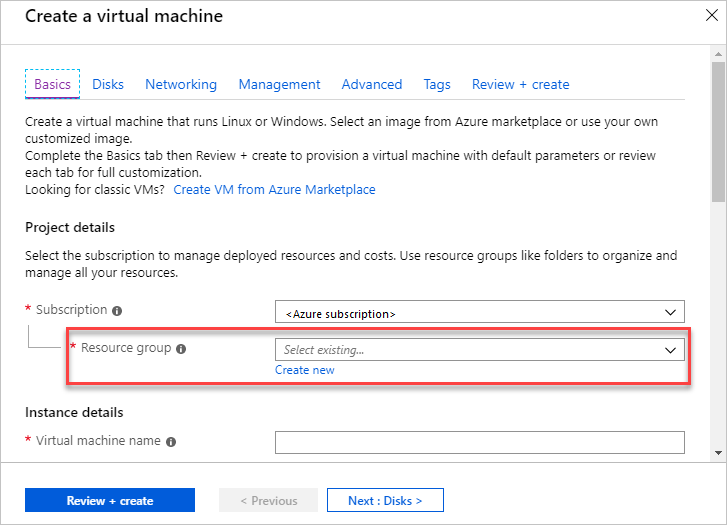 Create a virtual machine
Basics Disks Networking Management Advanced Tags Review + create
Create a virtual machine that runs Linux or Windows. Select an image from Azure marketplace or use your own
customized image.
Complete the Basics tab then Review + create to provision a virtual machine with default parameters or review
each tab for full customization.
Looking for classic VMs? Create VM from Azure Marketplace
Project details
Select the subscription to manage deployed resources and costs. Use resource groups like folders to organize and
manage all your resources.
* Subscription <Azure subscription>
* Resource group Select existing...
Create new
Instance details
* Virtual machine name
Review + create < Previous Next : Disks >